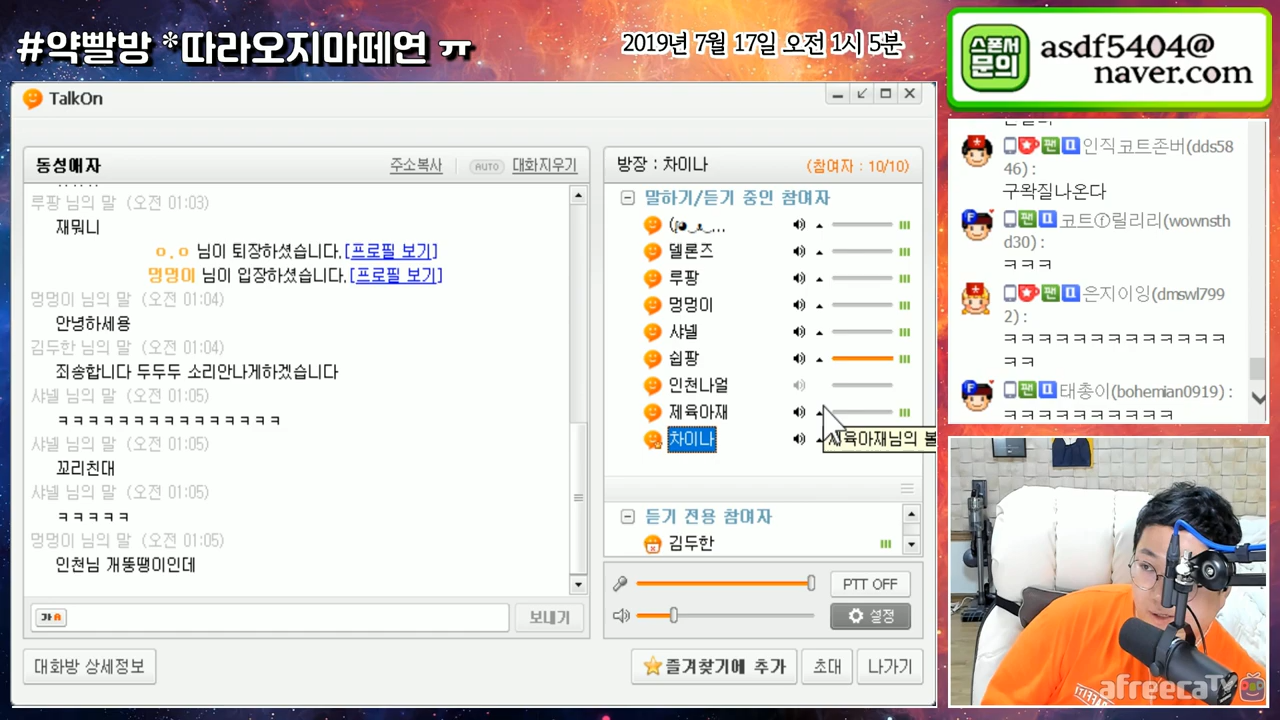 #약빨방 *따라오지마떼연 ㅠ
2019년 7월 17일 오전 1시 5분
스폰서
문의
asdf5404@
naver.com
TalkOn
동성애자
주소복사
AUTO
대화지우기
루팡 님의 말 (오전 01:03)
재뭐니
ㅇ.ㅇ 님이 퇴장하셨습니다.[프로필 보기]
멍멍이 님이 입장하셨습니다.[프로필 보기]
멍멍이 님의 말 (오전 01:04)
안녕하세용
김두한 님의 말 (오전 01:04)
죄송합니다 두두두 소리안나게하겠습니다
샤넬 님의 말 (오전 01:05)
ㅋㅋㅋㅋㅋㅋㅋㅋㅋㅋㅋㅋㅋㅋㅋ
샤넬 님의 말 (오전 01:05)
꼬리친대
샤넬 님의 말 (오전 01:05)
ㅋㅋㅋㅋㅋ
멍멍이 님의 말 (오전 01:05)
인천님 개뚱땡이인데
가
보내기
대화방 상세정보
방장 : 차이나
(참여자 : 10/10)
말하기/듣기 중인 참여자
델론즈
루팡
멍멍이
샤넬
쉽팡
인천나얼
제육아재
차이나
제육아재님의 볼
듣기 전용 참여자
김두한
PTT OFF
설정
즐겨찾기에 추가
초대
나가기
팬 인직코트존버(dds58
46) :
구왁질나온다
팬 코트ⓕ릴리리(wownsth
d30) :
ㅋㅋㅋ
팬 은지이잉(dmswl799
2) :
ㅋㅋㅋㅋㅋㅋㅋㅋㅋㅋㅋㅋㅋ
ㅋㅋ
팬 태총이(bohemian0919) :
ㅋㅋㅋㅋㅋㅋㅋㅋㅋㅋ
afreecaTV